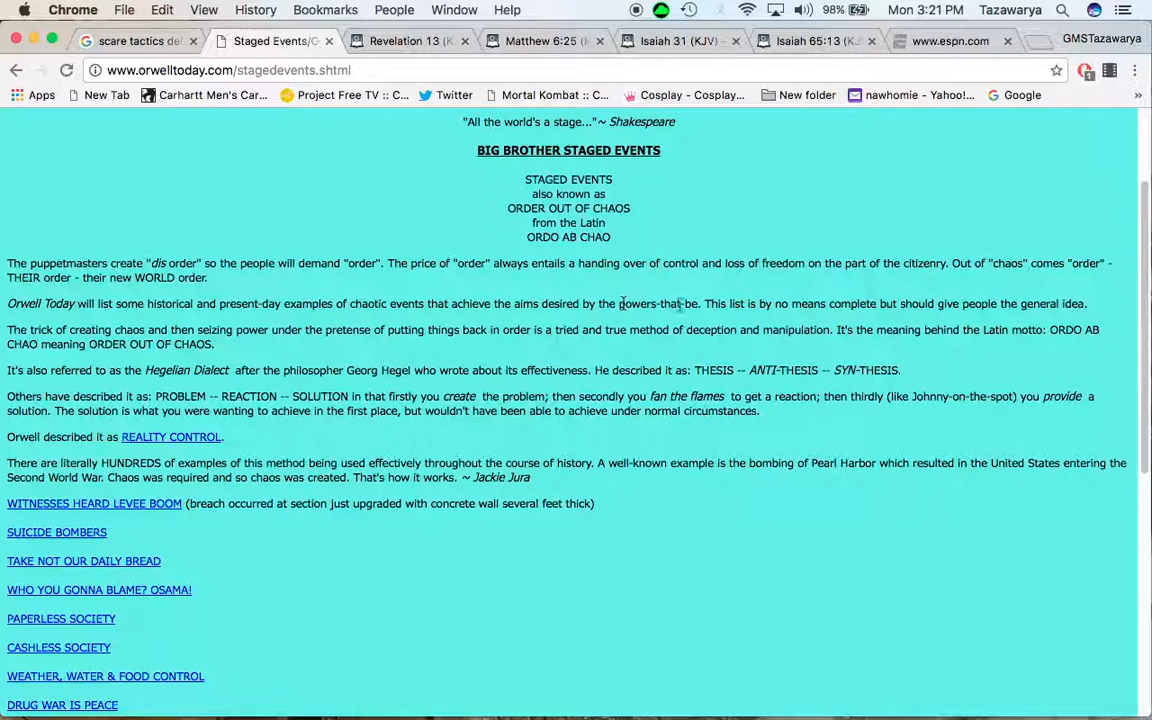 Chrome File Edit View History Bookmarks People Window Help 98% Mon 3:21 PM Tazawarya
scare tactics de Staged Events/O Revelation 13 (K Matthew 6:25 (K Isaiah 31 (KJV) – Isaiah 65:13 (KJ www.espn.com GMSTazawarya
www.orwelltoday.com/stagedevents.shtml
Apps New Tab Carhartt Men's Car... Project Free TV :: C... Twitter Mortal Kombat :: C... Cosplay - Cosplay... New folder nawhomie - Yahoo!... Google
"All the world's a stage..."~ Shakespeare
BIG BROTHER STAGED EVENTS
STAGED EVENTS
also known as
ORDER OUT OF CHAOS
from the Latin
ORDO AB CHAO
The puppetmasters create "dis order" so the people will demand "order". The price of "order" always entails a handing over of control and loss of freedom on the part of the citizenry. Out of "chaos" comes "order" -
THEIR order - their new WORLD order.
Orwell Today will list some historical and present-day examples of chaotic events that achieve the aims desired by the powers-that-be. This list is by no means complete but should give people the general idea.
The trick of creating chaos and then seizing power under the pretense of putting things back in order is a tried and true method of deception and manipulation. It's the meaning behind the Latin motto: ORDO AB
CHAO meaning ORDER OUT OF CHAOS.
It's also referred to as the Hegelian Dialect after the philosopher Georg Hegel who wrote about its effectiveness. He described it as: THESIS -- ANTI-THESIS -- SYN-THESIS.
Others have described it as: PROBLEM -- REACTION -- SOLUTION in that firstly you create the problem; then secondly you fan the flames to get a reaction; then thirdly (like Johnny-on-the-spot) you provide a
solution. The solution is what you were wanting to achieve in the first place, but wouldn't have been able to achieve under normal circumstances.
Orwell described it as REALITY CONTROL.
There are literally HUNDREDS of examples of this method being used effectively throughout the course of history. A well-known example is the bombing of Pearl Harbor which resulted in the United States entering the
Second World War. Chaos was required and so chaos was created. That's how it works. ~ Jackie Jura
WITNESSES HEARD LEVEE BOOM (breach occurred at section just upgraded with concrete wall several feet thick)
SUICIDE BOMBERS
TAKE NOT OUR DAILY BREAD
WHO YOU GONNA BLAME? OSAMA!
PAPERLESS SOCIETY
CASHLESS SOCIETY
WEATHER, WATER & FOOD CONTROL
DRUG WAR IS PEACE